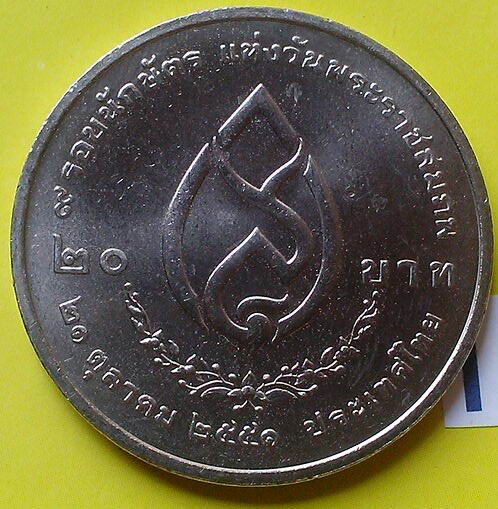 ๙ รอบนักษัตร แห่งวันพระราชสมภพ
๒๐ บาท
๒๑ ตุลาคม ๒๕๕๑ ประเทศไทย